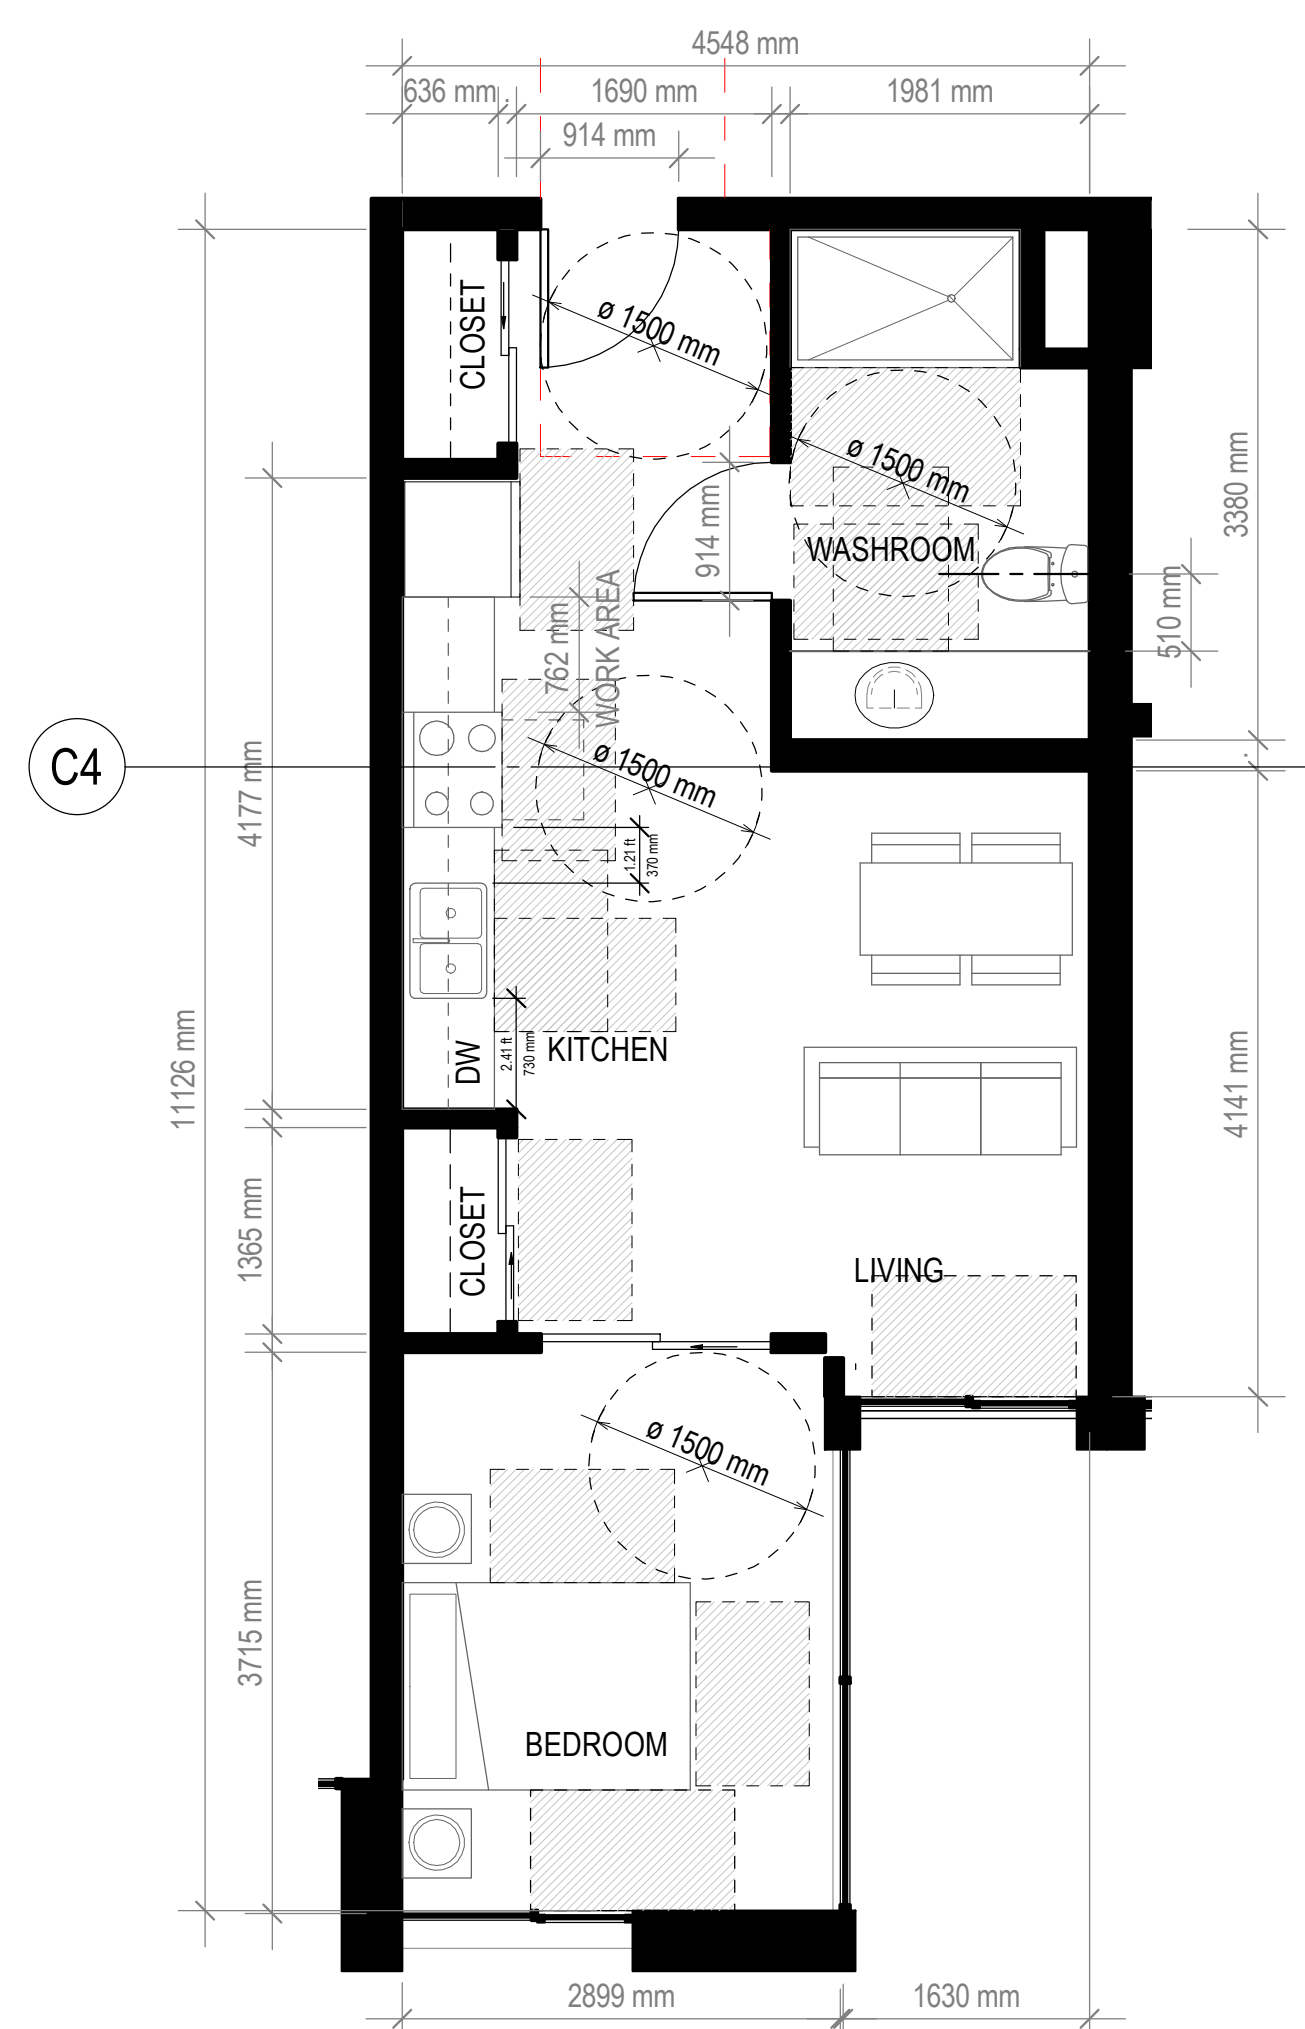 4548 mm
636 mm
1690 mm
1981 mm
914 mm
CLOSET
ø 1500 mm
ø 1500 mm
WASHROOM
914 mm
3380 mm
510 mm
762 mm
WORK AREA
C4
ø 1500 mm
4177 mm
1.21 ft
370 mm
11126 mm
DW
2.41 ft
730 mm
KITCHEN
4141 mm
1365 mm
CLOSET
LIVING
ø 1500 mm
3715 mm
BEDROOM
2899 mm
1630 mm